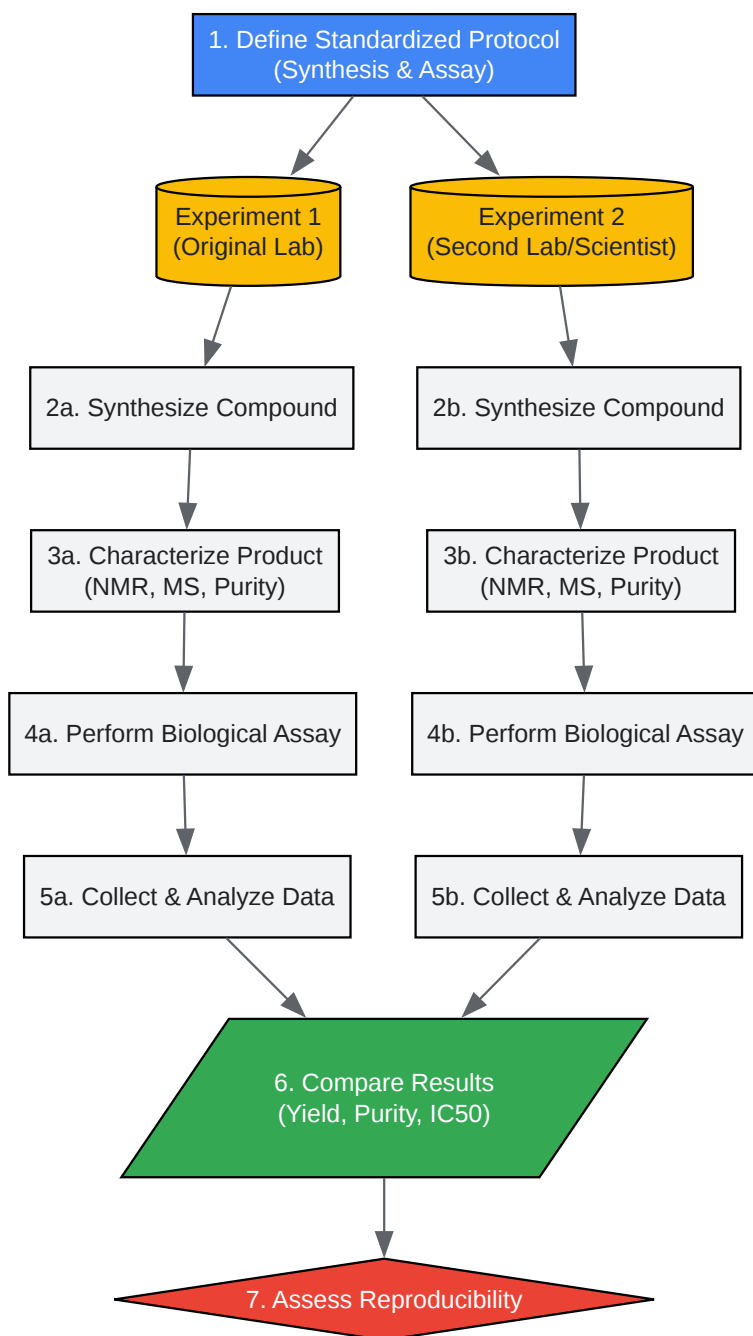 1. Define Standardized Protocol
(Synthesis & Assay)
Experiment 1
(Original Lab)
Experiment 2
(Second Lab/Scientist)
2a. Synthesize Compound
2b. Synthesize Compound
3a. Characterize Product
(NMR, MS, Purity)
3b. Characterize Product
(NMR, MS, Purity)
4a. Perform Biological Assay
4b. Perform Biological Assay
5a. Collect & Analyze Data
5b. Collect & Analyze Data
6. Compare Results
(Yield, Purity, IC50)
7. Assess Reproducibility